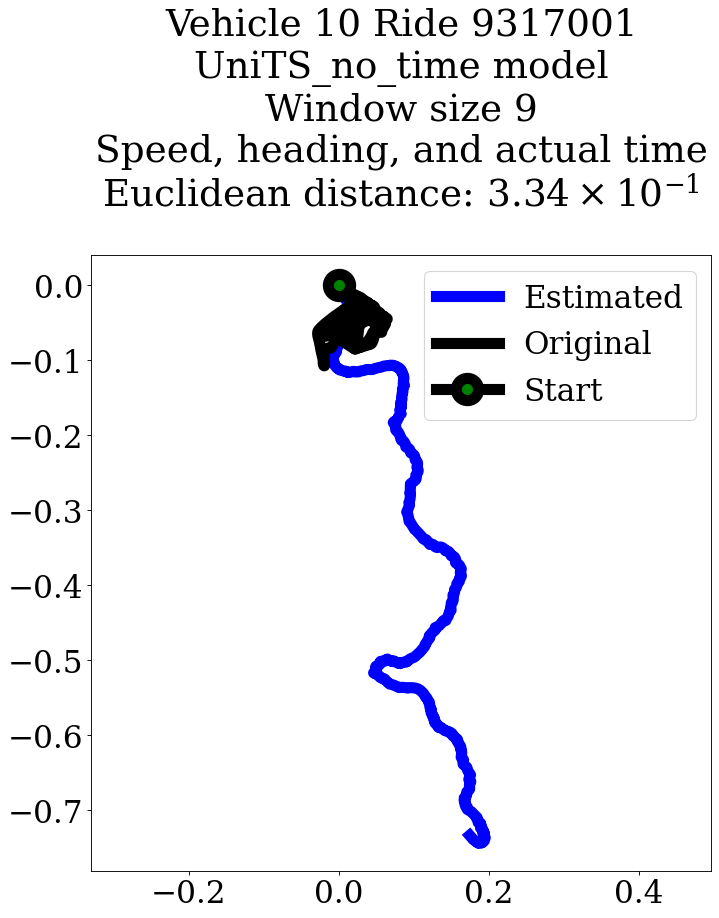 Vehicle 10 Ride 9317001
UniTS_no_time model
Window size 9
Speed, heading, and actual time
Euclidean distance: 3.34 × 10⁻¹
Estimated
Original
Start
0.0
−0.1
−0.2
−0.3
−0.4
−0.5
−0.6
−0.7
−0.2 0.0 0.2 0.4